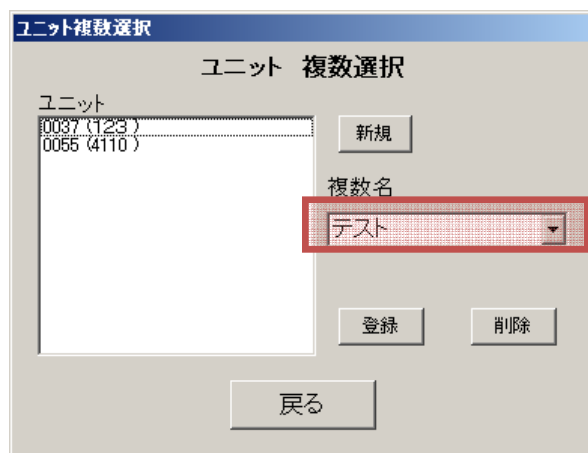 ユニット複数選択
ユニット 複数選択
ユニット
0037 (123 )
0055 (4110 )
新規
複数名
テスト
登録
削除
戻る